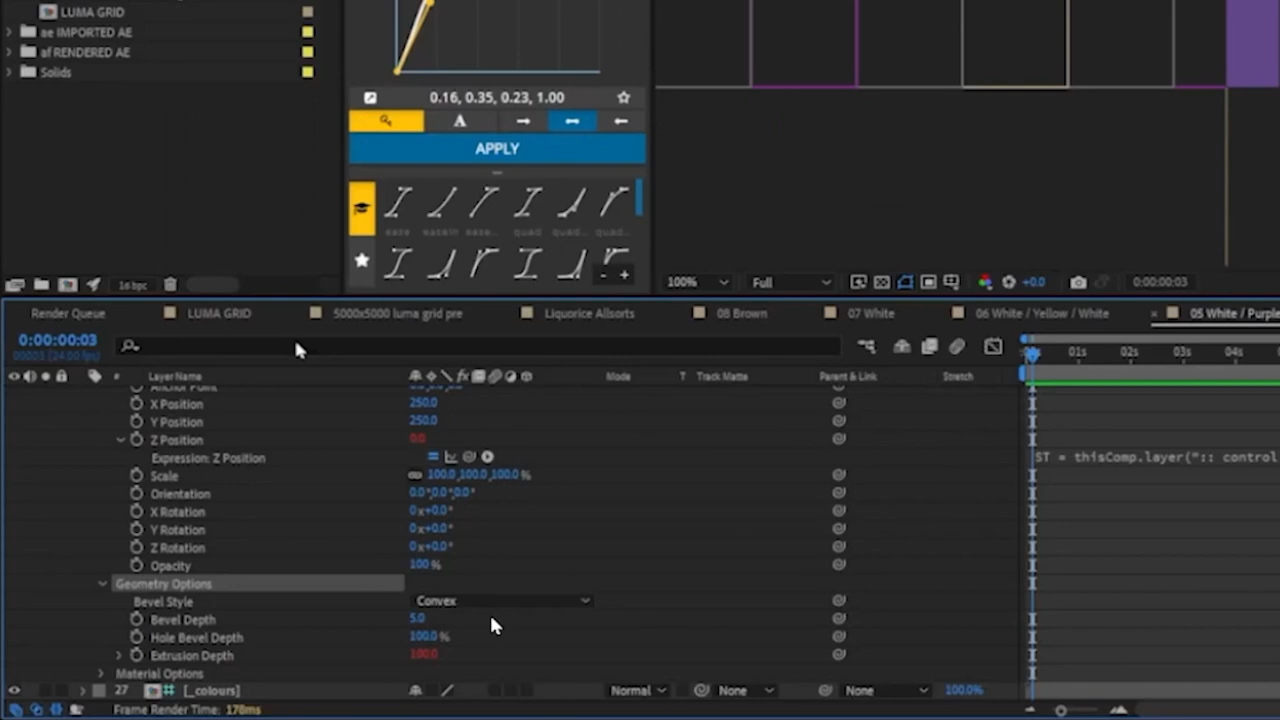 LUMA GRID
ae IMPORTED AE
af RENDERED AE
Solids
0.16, 0.35, 0.23, 1.00
A
APPLY
ease easein ease... quad quad... quad...
- +
16 bpc
100% Full +0.0 0:00:00:03
Render Queue LUMA GRID 5000x5000 luma grid pre Liquorice Allsorts 08 Brown 07 White 06 White / Yellow / White × 05 White / Purple
0:00:00:03
00003 (24.00 fps)
# Layer Name fx Mode T Track Matte Parent & Link Stretch 01s 02s 03s 04s
Anchor Point
X Position 250.0
Y Position 250.0
Z Position 0.0
Expression: Z Position ST = thisComp.layer(":: control
Scale 100.0,100.0,100.0 %
Orientation 0.0°,0.0°,0.0°
X Rotation 0x+0.0°
Y Rotation 0x+0.0°
Z Rotation 0x+0.0°
Opacity 100 %
Geometry Options
Bevel Style Convex
Bevel Depth 5.0
Hole Bevel Depth 100.0 %
Extrusion Depth 100.0
Material Options
27 [_colours] Normal None None 100.0%
Frame Render Time: 178ms